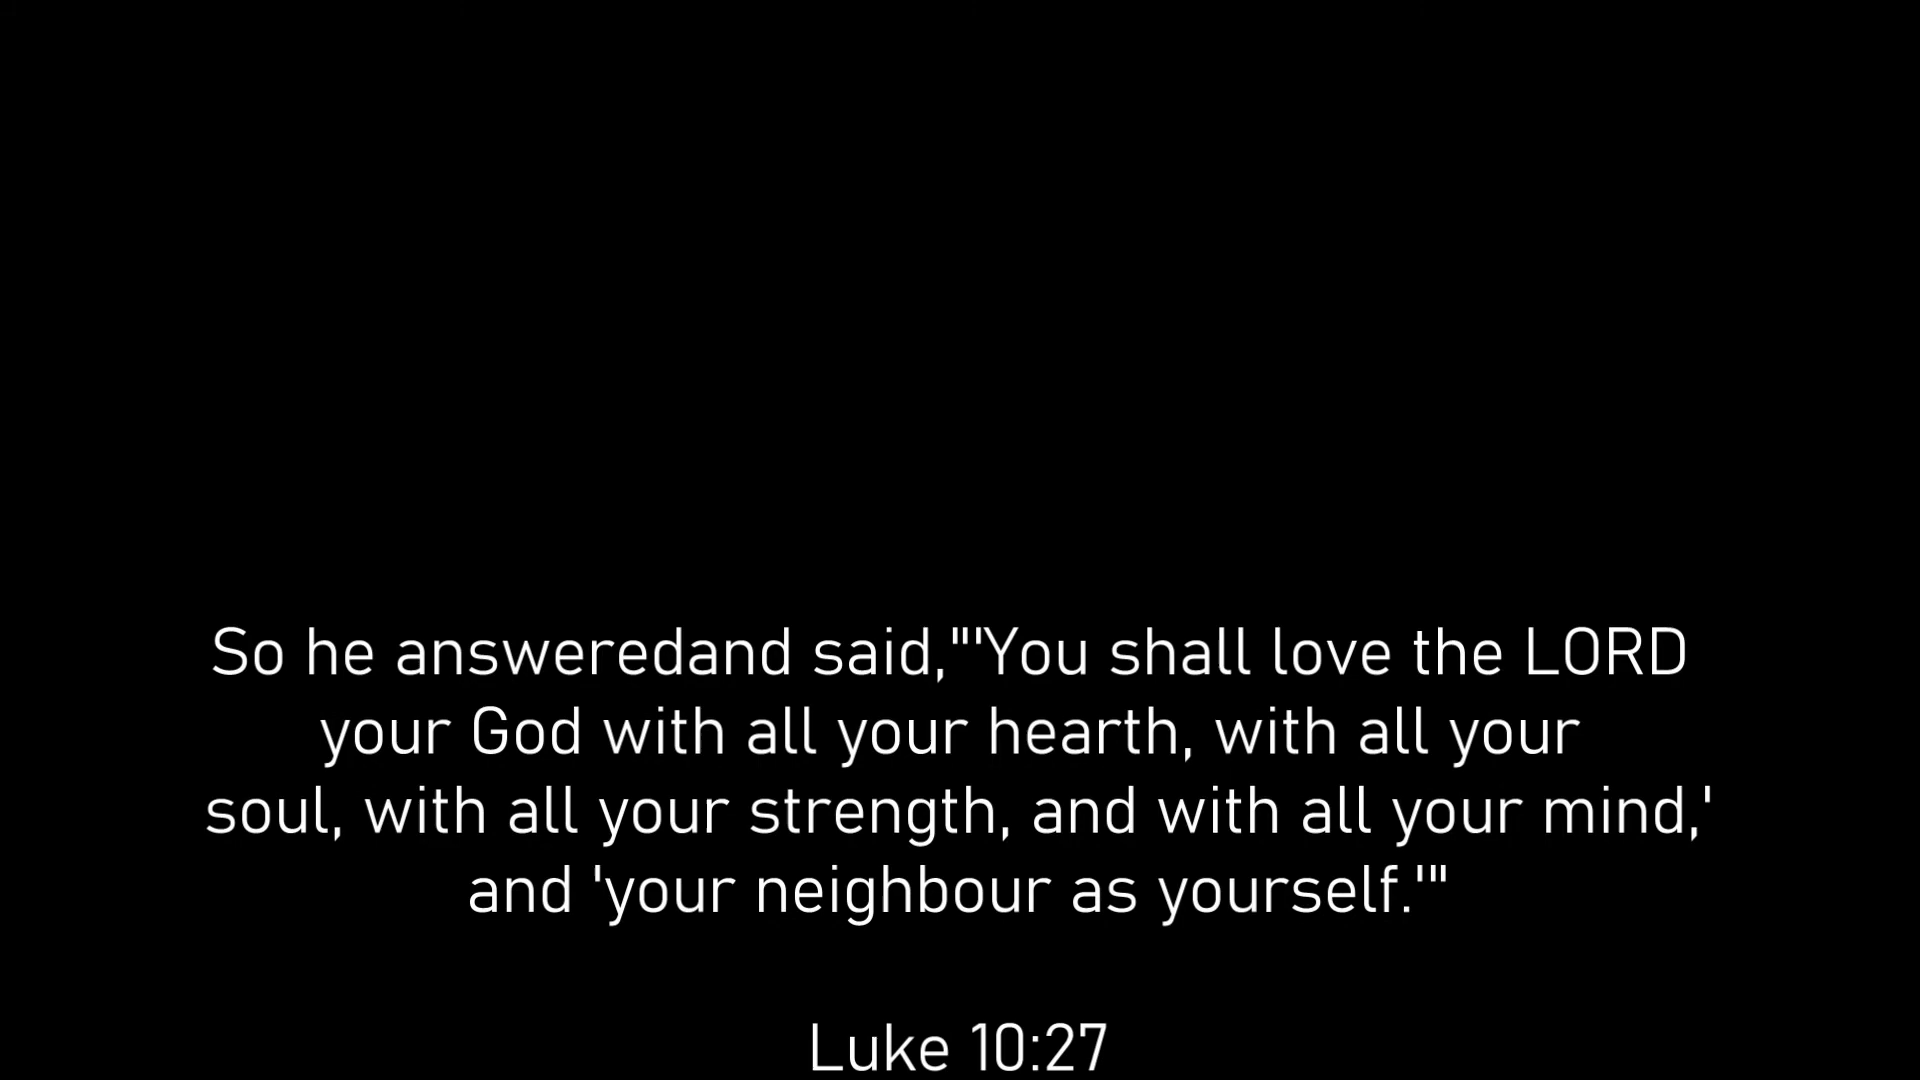 So he answeredand said,"'You shall love the LORD
your God with all your hearth, with all your
soul, with all your strength, and with all your mind,'
and 'your neighbour as yourself.'"
Luke 10:27